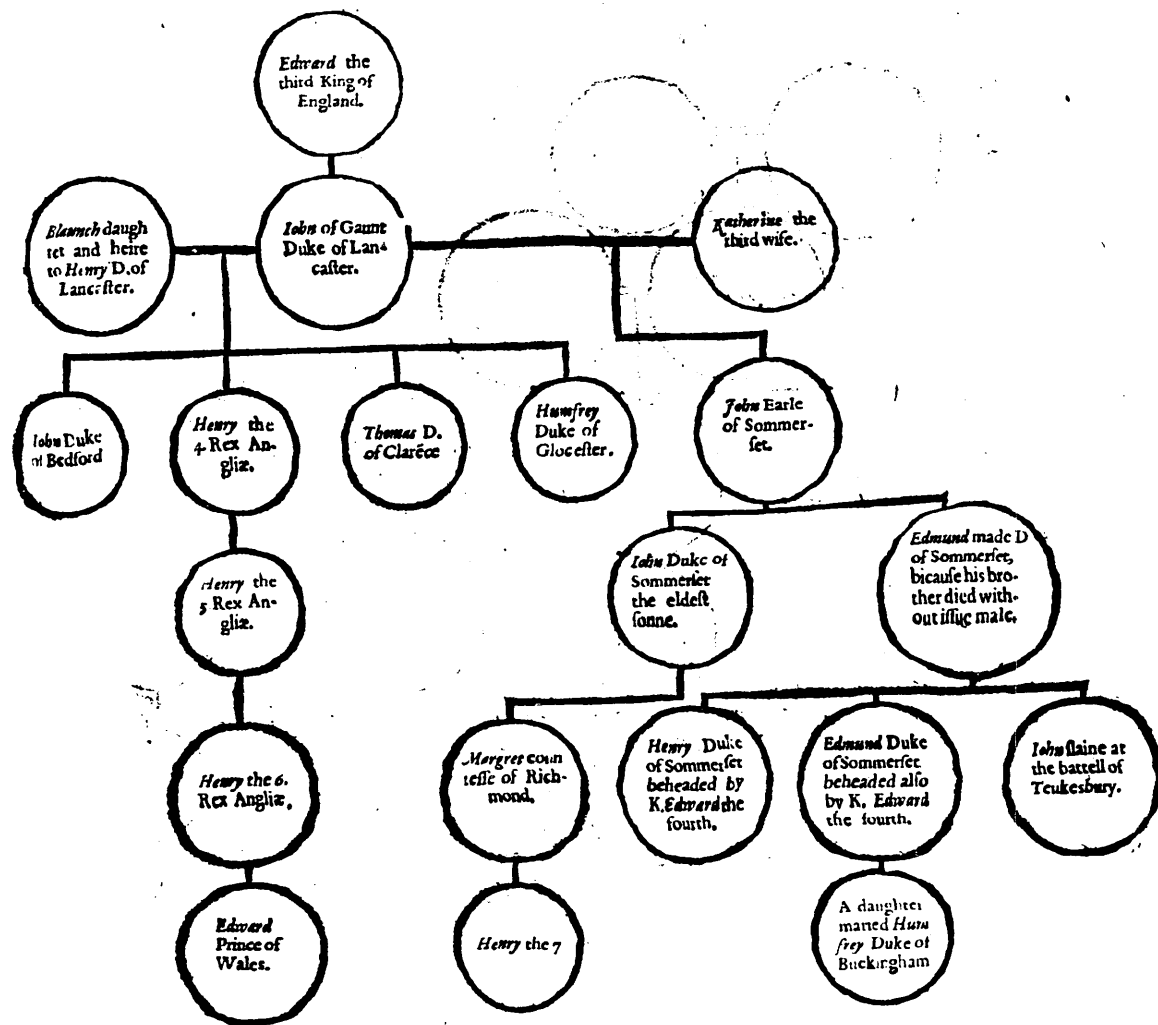 Edward the
third King of
England.
Blaunch daugh
ter and heire
to Henry D. of
Lancaster.
Iohn of Gaunt
Duke of Lan-
caſter.
Katherine the
third wife.
Iohn Duke
of Bedford
Henry the
4. Rex An-
gliæ.
Thomas D.
of Clarẽce
Humfrey
Duke of
Gloceſter.
John Earle
of Sommer-
ſet.
Henry the
5 Rex An-
gliæ.
Iohn Duke of
Sommerſet
the eldeſt
ſonne.
Edmund made D
of Sommerſet,
bicauſe his bro-
ther died with-
out iſſue male.
Henry the 6.
Rex Angliæ.
Margret coun
teſſe of Rich-
mond.
Henry Duke
of Sommerſet
beheaded by
K. Edward the
fourth.
Edmund Duke
of Sommerſet
beheaded alſo
by K. Edward
the fourth.
Iohn ſlaine at
the battell of
Teukesbury.
Edward
Prince of
Wales.
Henry the 7
A daughter
maried Hum
frey Duke of
Buckingham